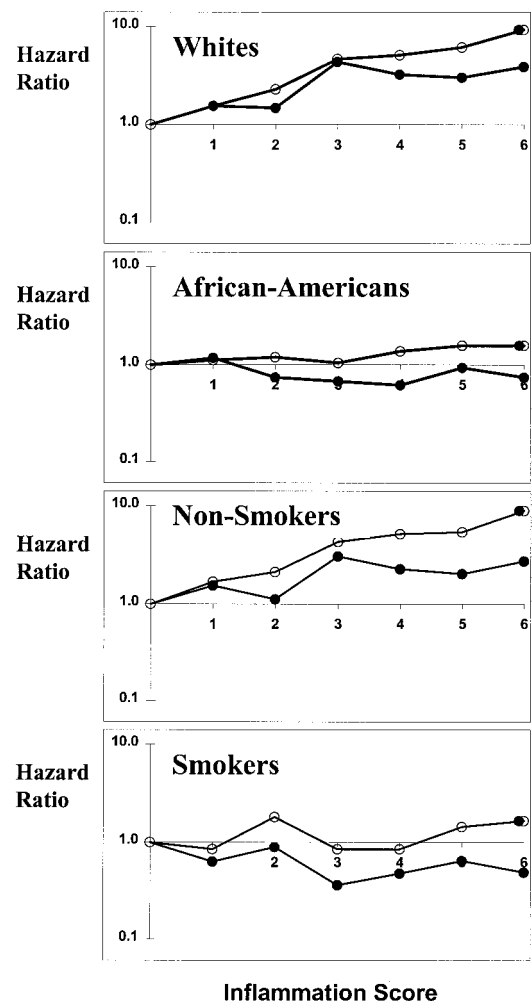 10.0
Whites
Hazard
Ratio
1.0
1 2 3 4 5 6
0.1
10.0
African-Americans
Hazard
Ratio
1.0
1 2 3 4 5 6
0.1
10.0
Non-Smokers
Hazard
Ratio
1.0
1 2 3 4 5 6
0.1
10.0
Smokers
Hazard
Ratio
1.0
2 3 4 5 6
0.1
Inflammation Score